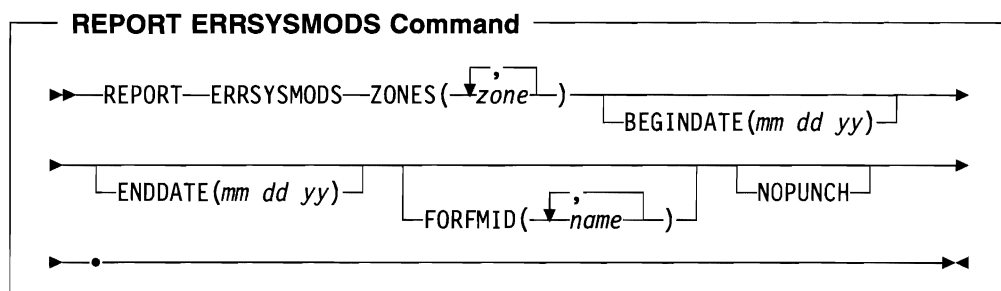 REPORT ERRSYSMODS Command
REPORT ERRSYSMODS ZONES( zone , ) BEGINDATE(mm dd yy)
ENDDATE(mm dd yy) FORFMID( name , ) NOPUNCH